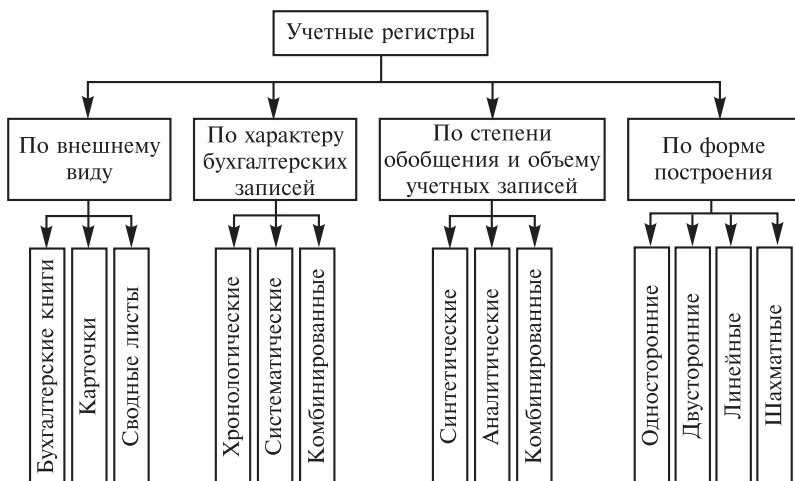 Учетные регистры
По внешнему
виду
По характеру
бухгалтерских
записей
По степени
обобщения и объему
учетных записей
По форме
построения
Бухгалтерские книги
Карточки
Сводные листы
Хронологические
Систематические
Комбинированные
Синтетические
Аналитические
Комбинированные
Односторонние
Двусторонние
Линейные
Шахматные